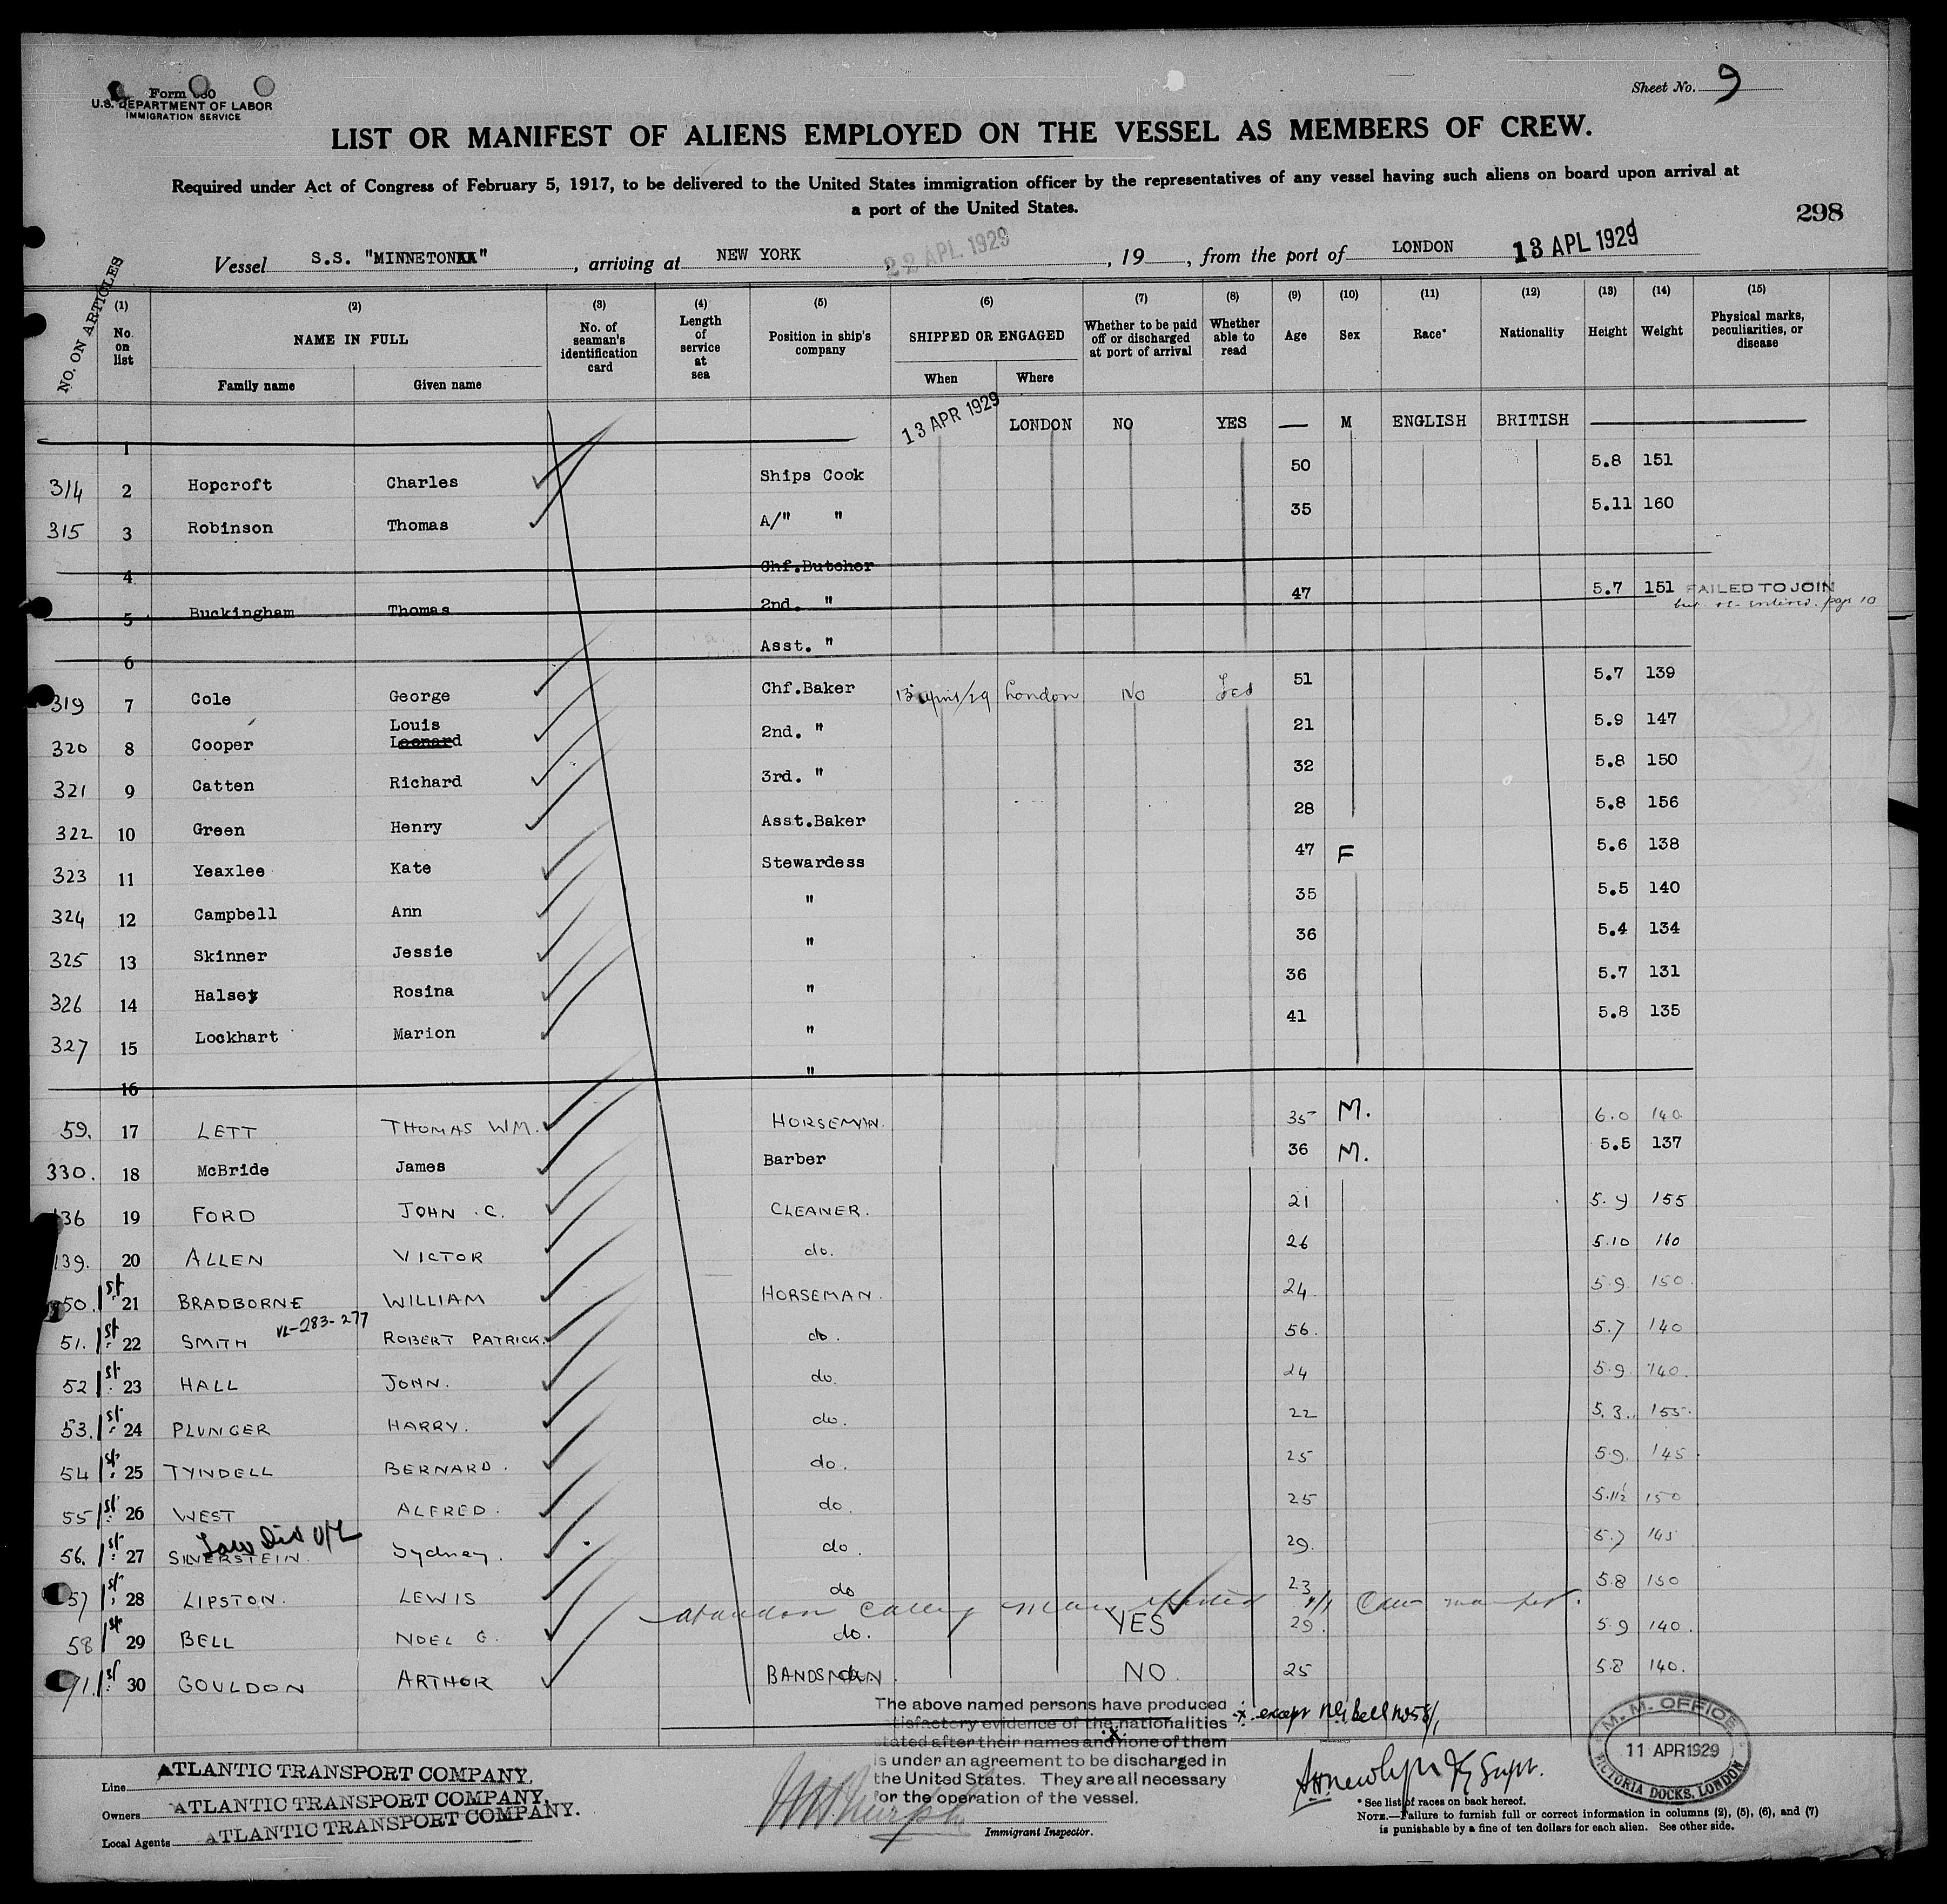 Form 680
U.S. DEPARTMENT OF LABOR
IMMIGRATION SERVICE
Sheet No. 9
LIST OR MANIFEST OF ALIENS EMPLOYED ON THE VESSEL AS MEMBERS OF CREW.
Required under Act of Congress of February 5, 1917, to be delivered to the United States immigration officer by the representatives of any vessel having such aliens on board upon arrival at
a port of the United States.
298
Vessel S.S. "MINNETONKA", arriving at NEW YORK, 22 APL 1929, 19, from the port of LONDON 13 APL 1929
NO. ON ARTICLES
(1) No. on list
(2) NAME IN FULL
Family name Given name
(3) No. of seaman's identification card
(4) Length of service at sea
(5) Position in ship's company
(6) SHIPPED OR ENGAGED
When Where
(7) Whether to be paid off or discharged at port of arrival
(8) Whether able to read
(9) Age
(10) Sex
(11) Race*
(12) Nationality
(13) Height
(14) Weight
(15) Physical marks, peculiarities, or disease
1 13 APR 1929 LONDON NO YES — M ENGLISH BRITISH
314 2 Hopcroft Charles Ships Cook 50 5.8 151
315 3 Robinson Thomas A/" " 35 5.11 160
4 Chf.Butcher
5 Buckingham Thomas 2nd. " 47 5.7 151 FAILED TO JOIN
but re-entered page 10
6 Asst. "
319 7 Cole George Chf.Baker 13 April/29 London No Yes 51 5.7 139
320 8 Cooper Louis Leonard 2nd. " 21 5.9 147
321 9 Catten Richard 3rd. " 32 5.8 150
322 10 Green Henry Asst.Baker 28 5.8 156
323 11 Yeaxlee Kate Stewardess 47 F 5.6 138
324 12 Campbell Ann " 35 5.5 140
325 13 Skinner Jessie " 36 5.4 134
326 14 Halsey Rosina " 36 5.7 131
327 15 Lockhart Marion " 41 5.8 135
16 "
59. 17 LETT THOMAS WM. HORSEMAN. 35 M. 6.0 140
330. 18 McBride James Barber 36 M. 5.5 137
136 19 FORD JOHN .C. CLEANER. 21 5.9 155
139. 20 ALLEN VICTOR do. 26 5.10 160
50. 1st 21 BRADBORNE WILLIAM HORSEMAN. 24 5.9 150.
51. 1st 22 SMITH VL-283-277 ROBERT PATRICK. do. 56. 5.7 140
52 1st 23 HALL JOHN. do. 24 5.9 140.
53. 1st 24 PLUNGER HARRY. do. 22 5.3. 155.
54 1st 25 TYNDELL BERNARD. do. 25 5.9. 145.
55 1st 26 WEST ALFRED. do. 25 5.11½ 150
56. 1st 27 SILVERSTEIN. Sydney. do. 29. 5.7 145
57 1st 28 LIPSTON. LEWIS do 23 5.8 150
58 1st 29 BELL NOEL G. do. YES 29. 5.9 140.
71. 1st 30 GOULDON ARTHUR BANDSMAN. NO. 25 5.8 140.
The above named persons have produced
satisfactory evidence of the nationalities
stated after their names and none of them
is under an agreement to be discharged in
the United States. They are all necessary
for the operation of the vessel.
x except N.G. Bell No 58/1
Immigrant Inspector.
M. M. OFFICE
11 APR 1929
VICTORIA DOCKS, LONDON
Line ATLANTIC TRANSPORT COMPANY,
Owners ATLANTIC TRANSPORT COMPANY,
Local Agents ATLANTIC TRANSPORT COMPANY.
* See list of races on back hereof.
NOTE.—Failure to furnish full or correct information in columns (2), (5), (6), and (7)
is punishable by a fine of ten dollars for each alien. See other side.